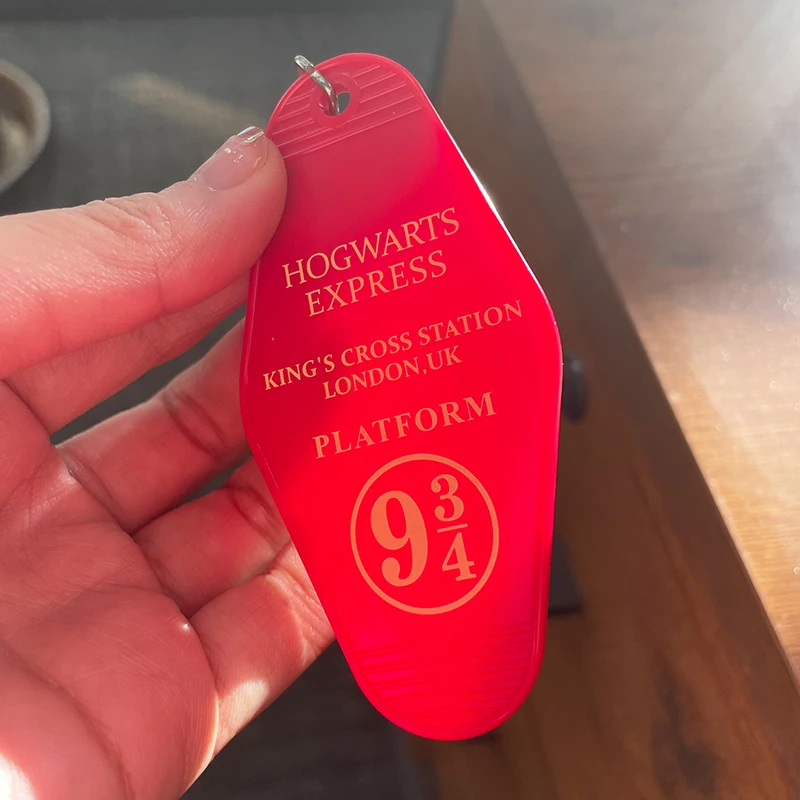 HOGWARTS
EXPRESS
KING'S CROSS STATION
LONDON,UK
PLATFORM
9 3/4